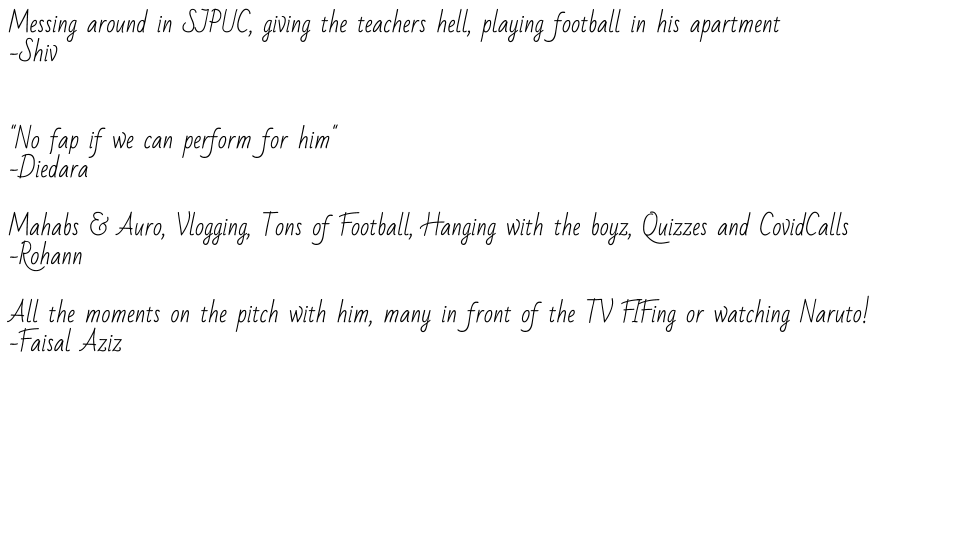 Messing around in SJPUC, giving the teachers hell, playing football in his apartment
-Shiv
"No fap if we can perform for him"
-Diedara
Mahabs & Auro, Vlogging, Tons of Football, Hanging with the boyz, Quizzes and CovidCalls
-Rohann
All the moments on the pitch with him, many in front of the TV FIFing or watching Naruto!
-Faisal Aziz